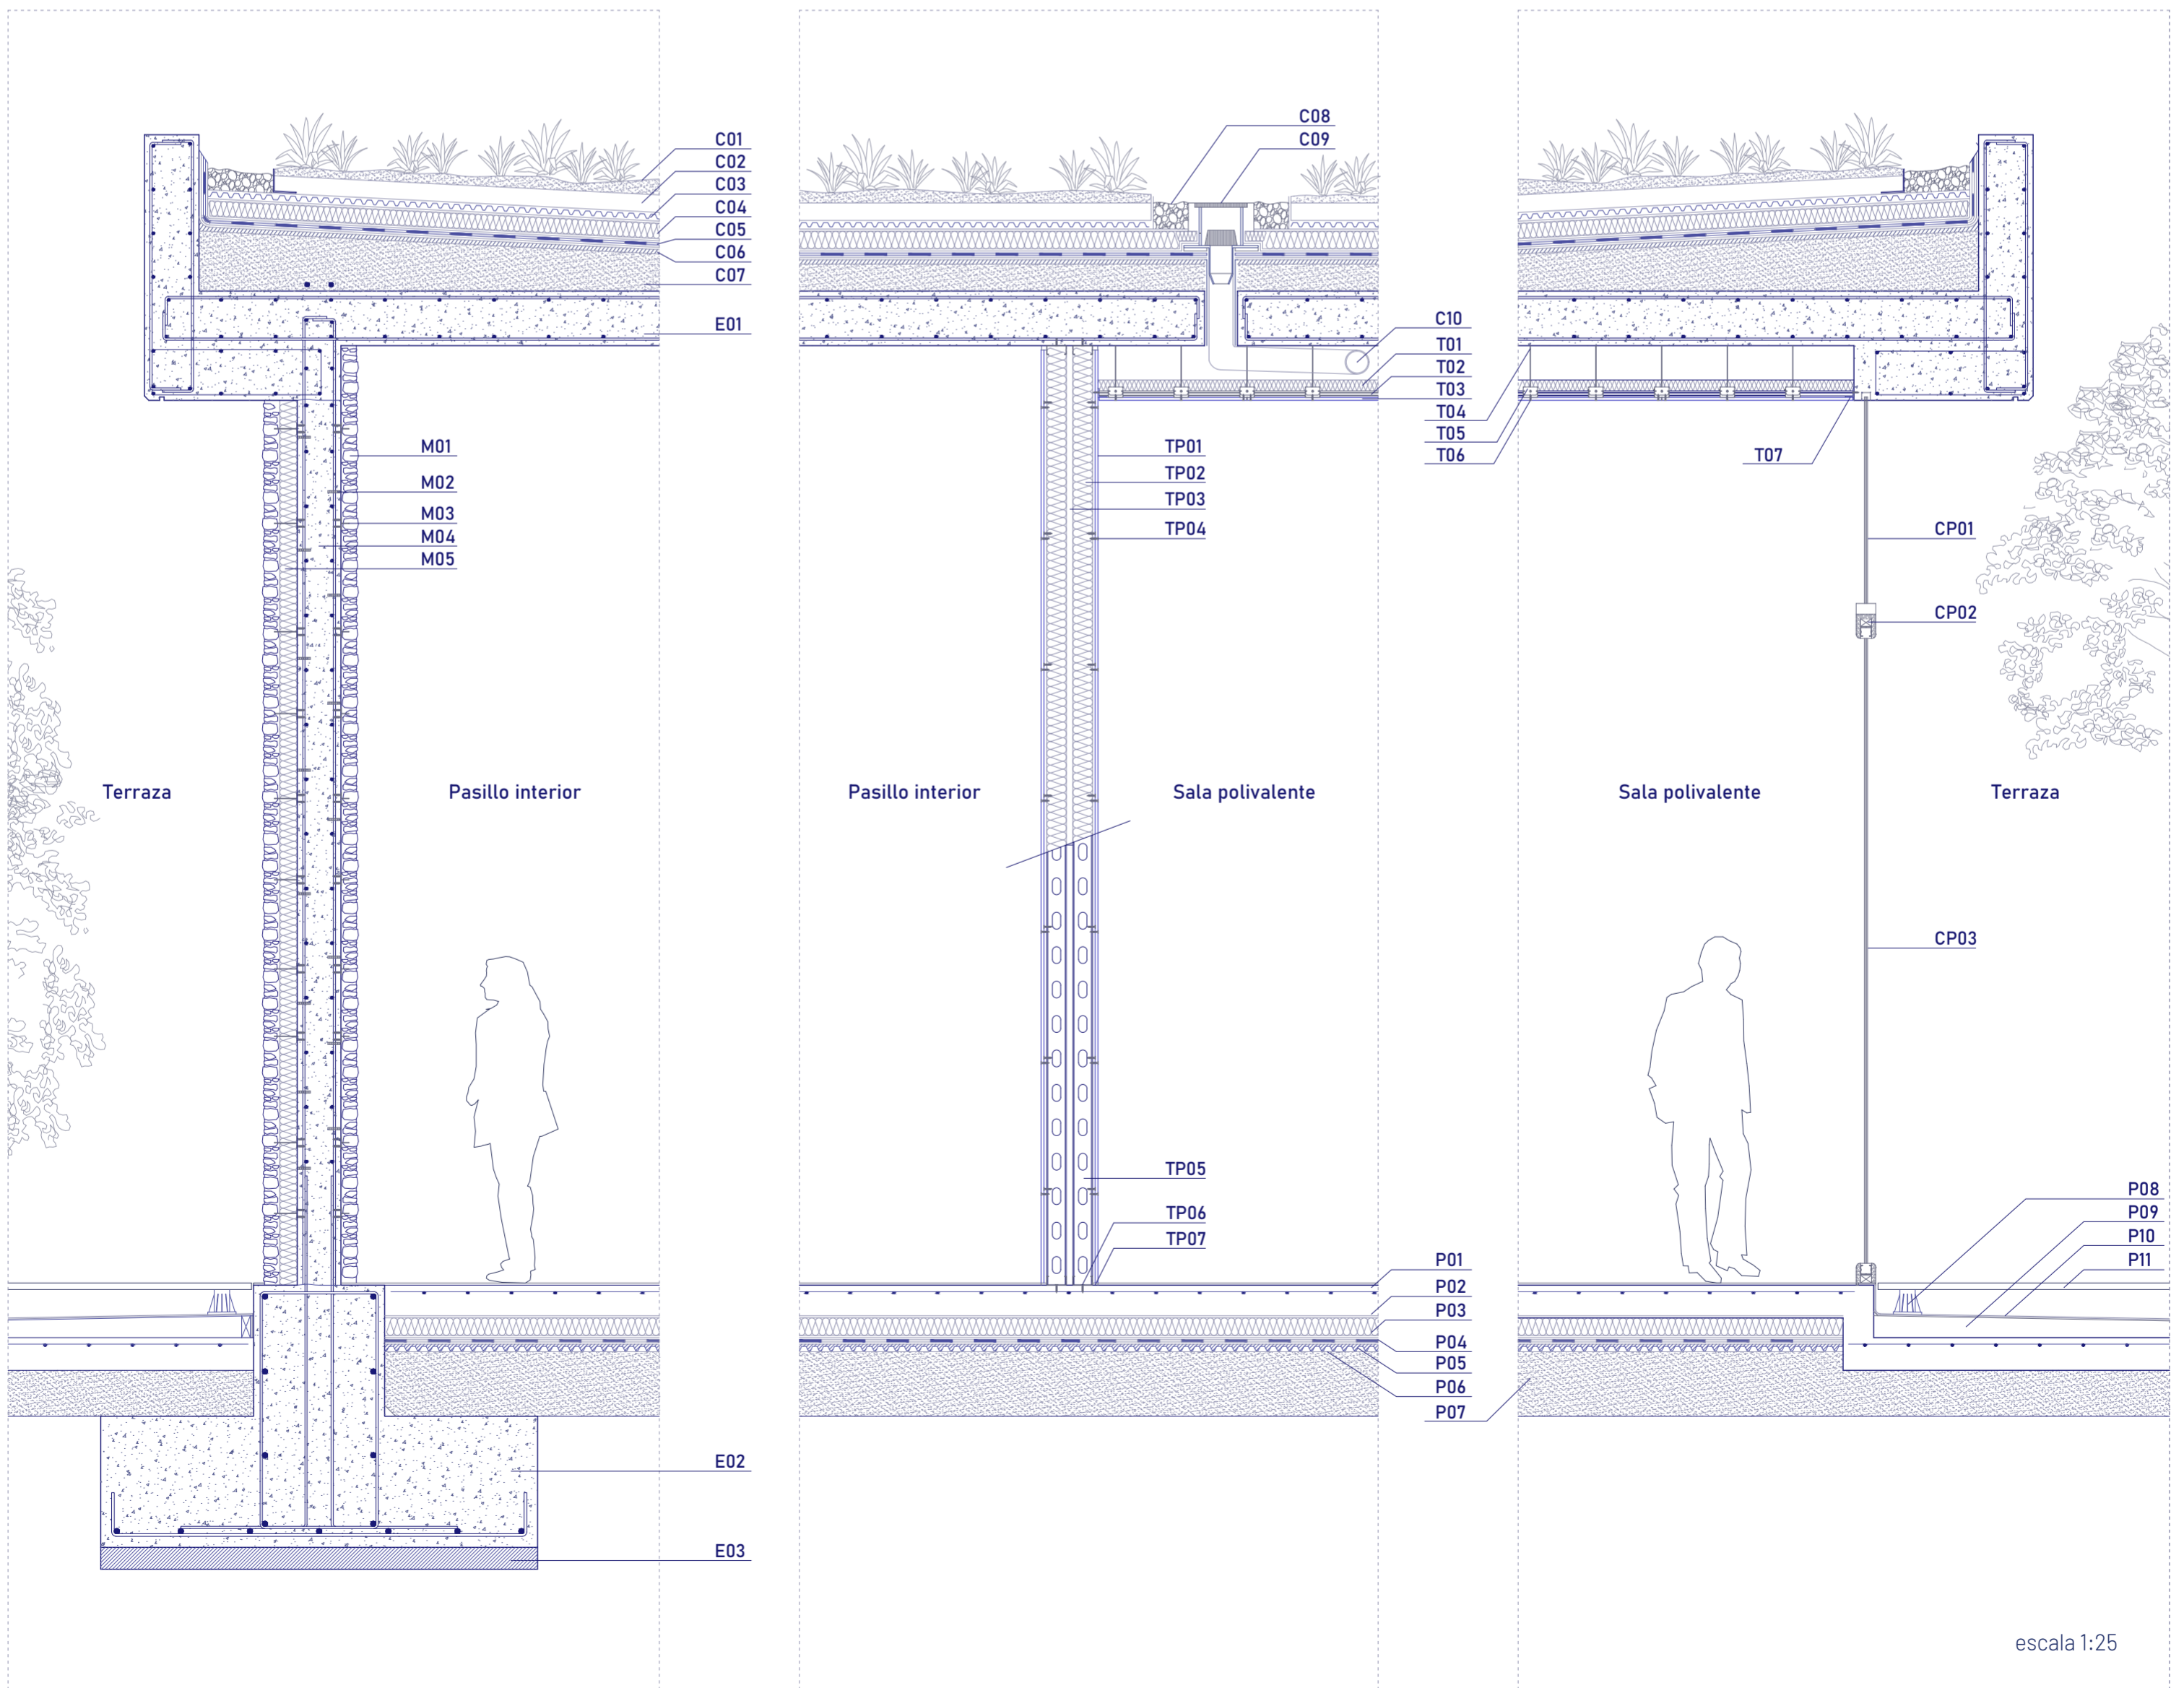 C01
C02
C03
C04
C05
C06
C07
E01
M01
M02
M03
M04
M05
Terraza
Pasillo interior
E02
E03
C08
C09
TP01
TP02
TP03
TP04
Pasillo interior
Sala polivalente
TP05
TP06
TP07
C10
T01
T02
T03
T04
T05
T06
P01
P02
P03
P04
P05
P06
P07
T07
CP01
CP02
CP03
Sala polivalente
Terraza
P08
P09
P10
P11
escala 1:25